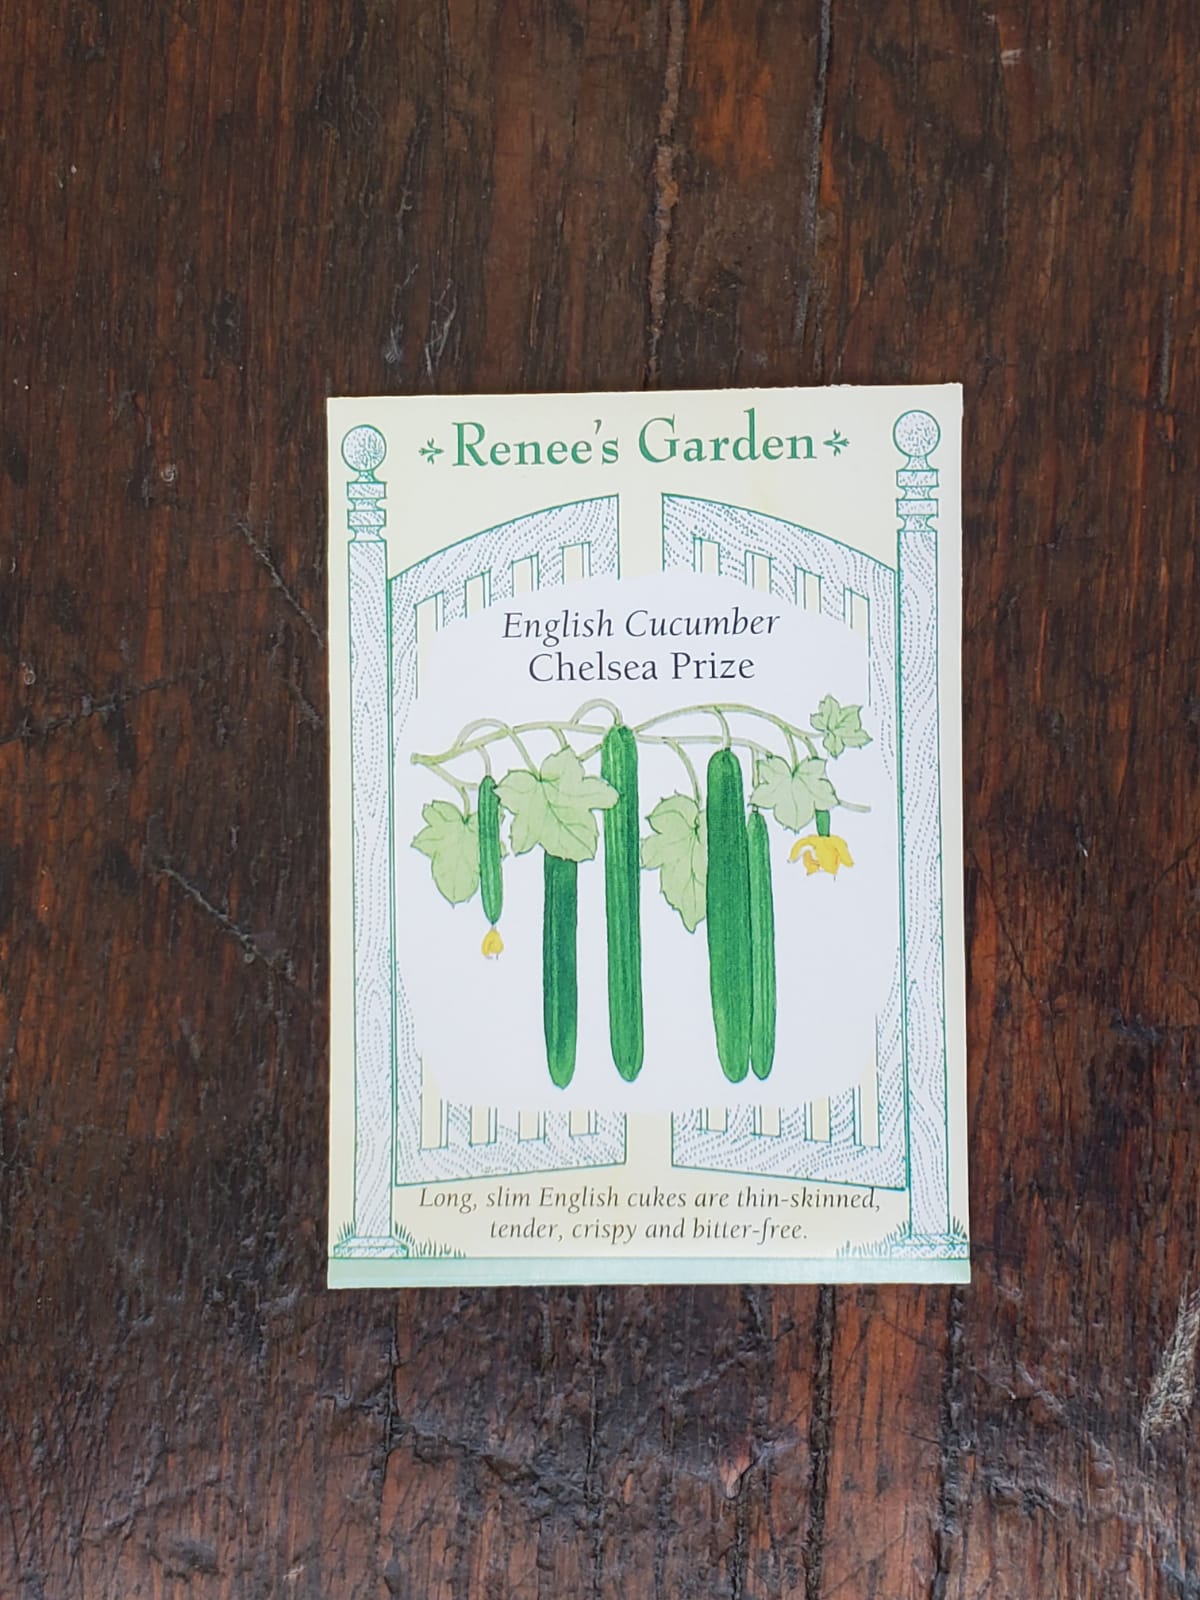 Renee's Garden
English Cucumber
Chelsea Prize
Long, slim English cukes are thin-skinned,
tender, crispy and bitter-free.